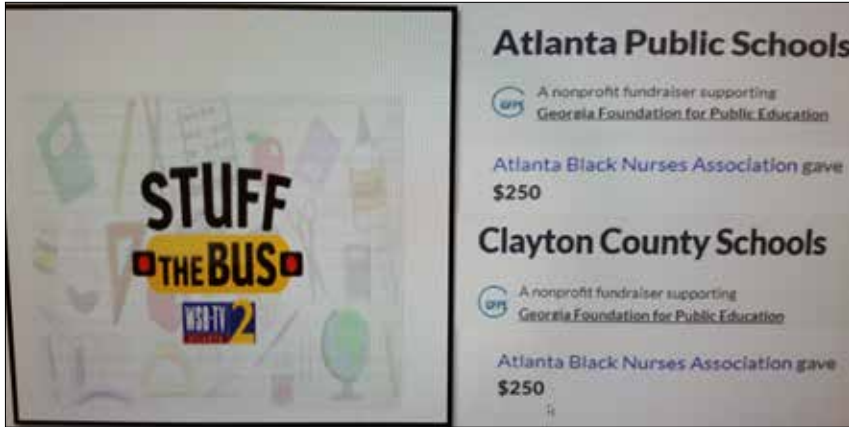 STUFF
THE BUS
WSB-TV 2
ATLANTA
Atlanta Public Schools
A nonprofit fundraiser supporting
Georgia Foundation for Public Education
Atlanta Black Nurses Association gave
$250
Clayton County Schools
A nonprofit fundraiser supporting
Georgia Foundation for Public Education
Atlanta Black Nurses Association gave
$250